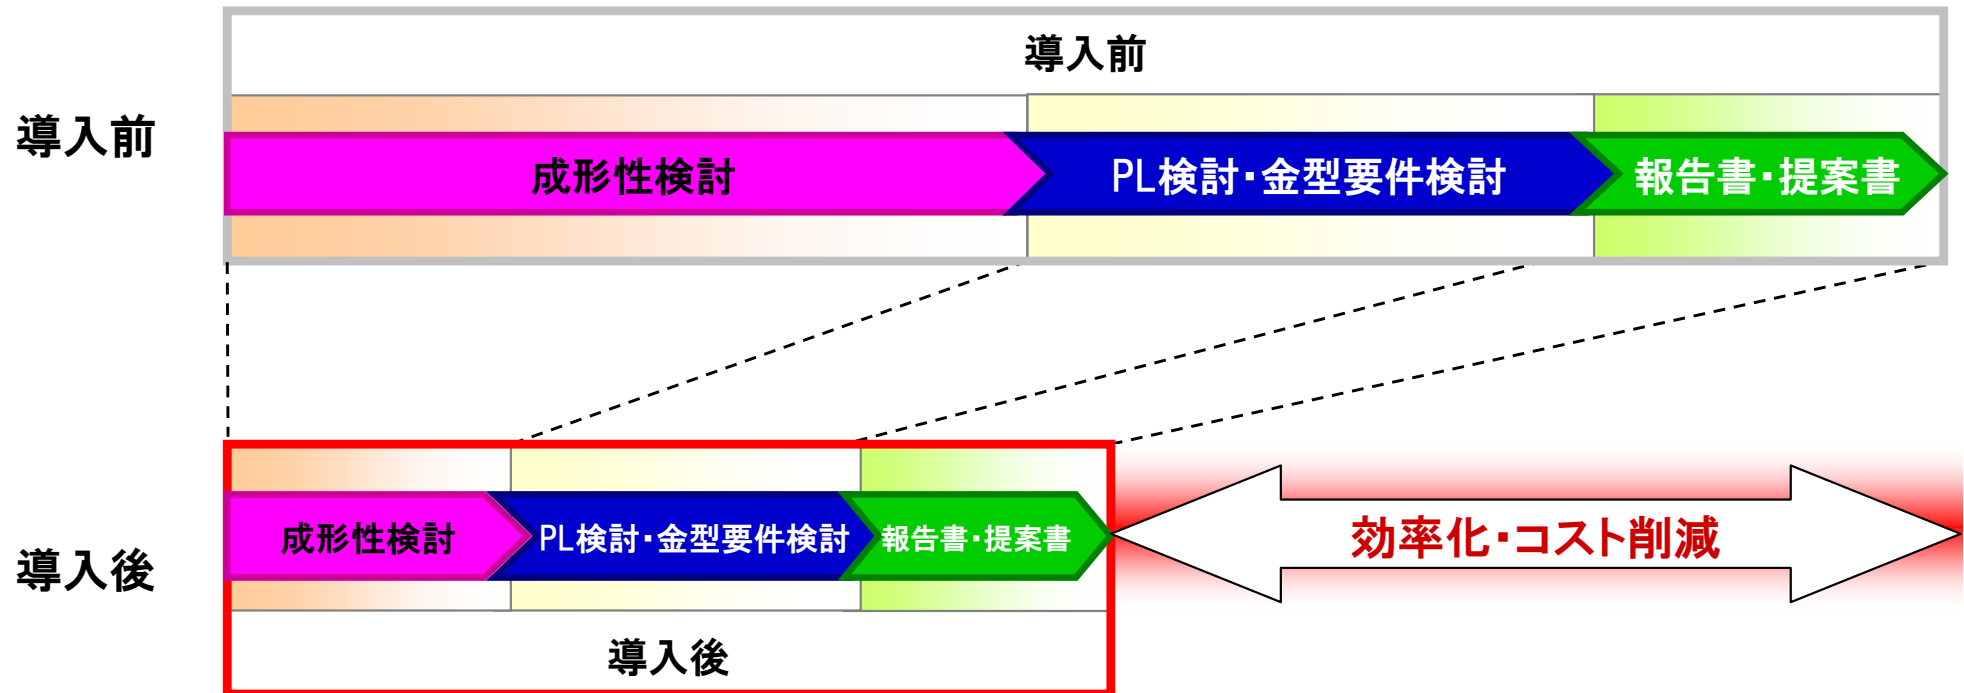 導入前
導入前
成形性検討
PL検討・金型要件検討
報告書・提案書
導入後
成形性検討
PL検討・金型要件検討
報告書・提案書
効率化・コスト削減
導入後